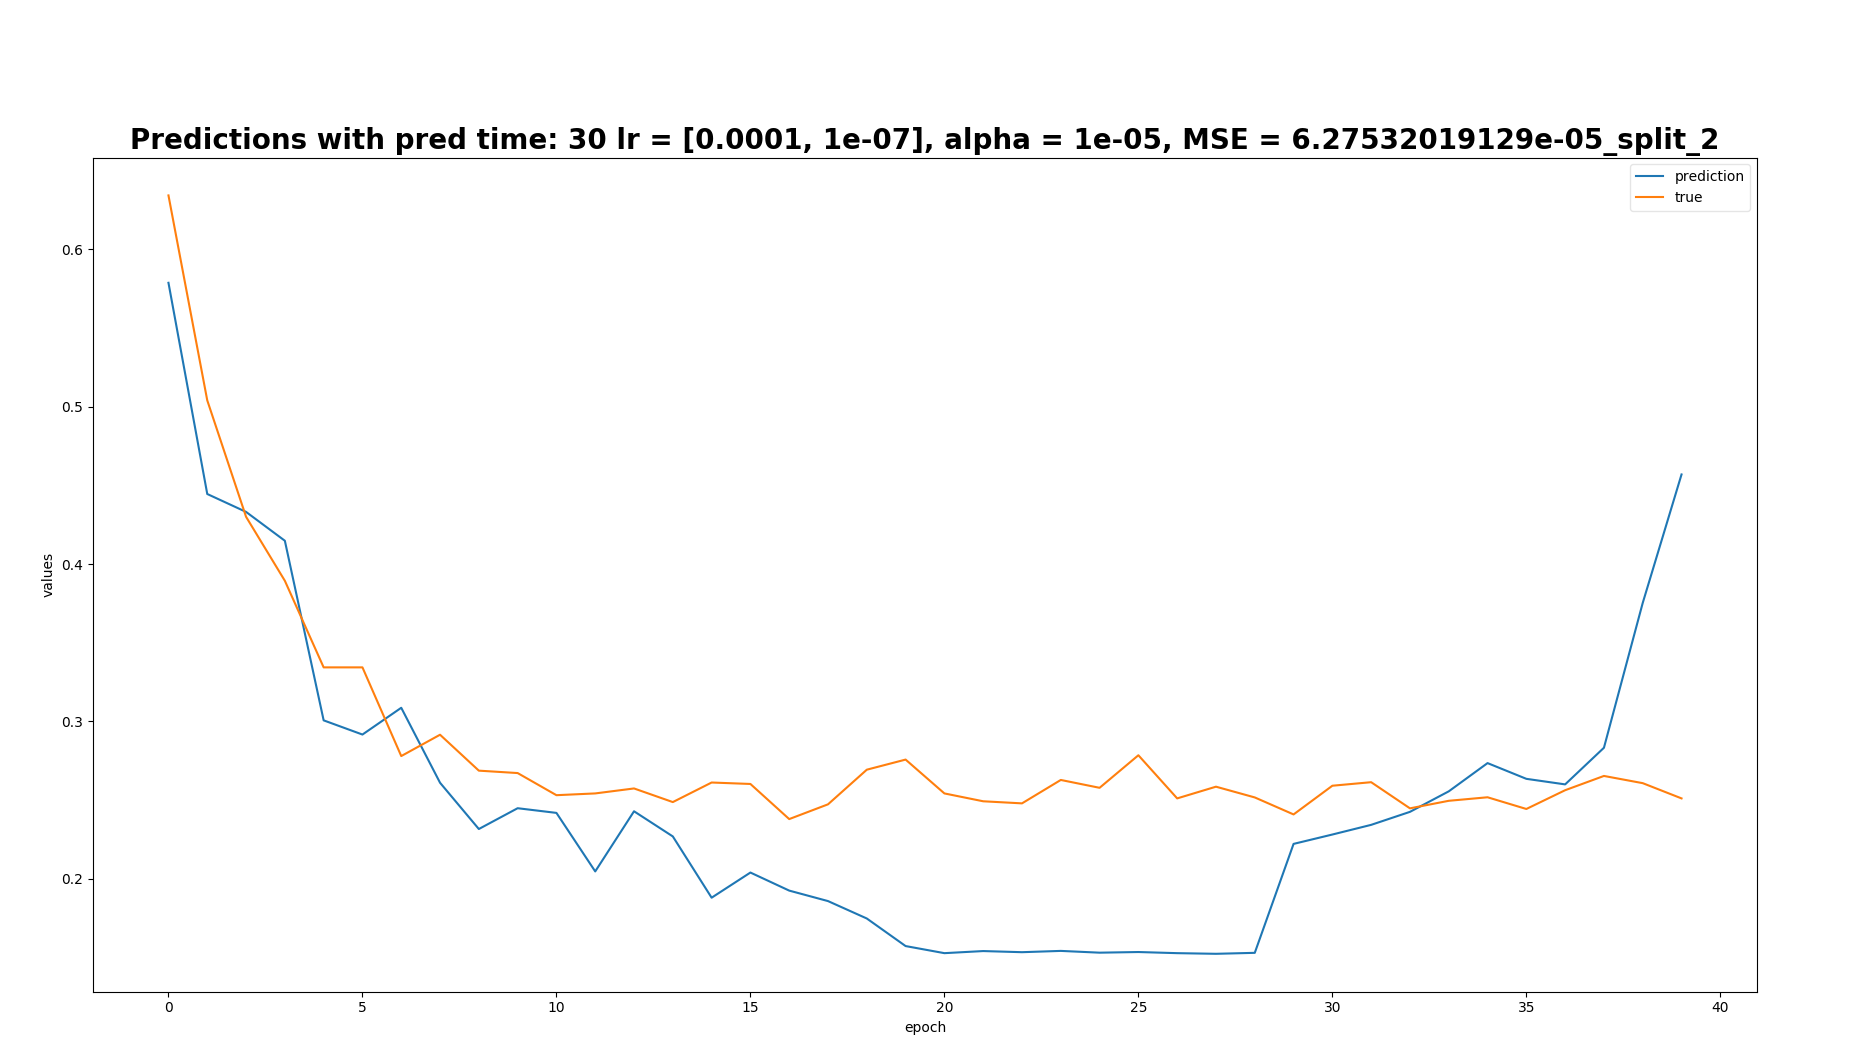 Predictions with pred time: 30 lr = [0.0001, 1e-07], alpha = 1e-05, MSE = 6.27532019129e-05_split_2
prediction
true
0.6
0.5
0.4
0.3
0.2
values
0 5 10 15 20 25 30 35 40
epoch